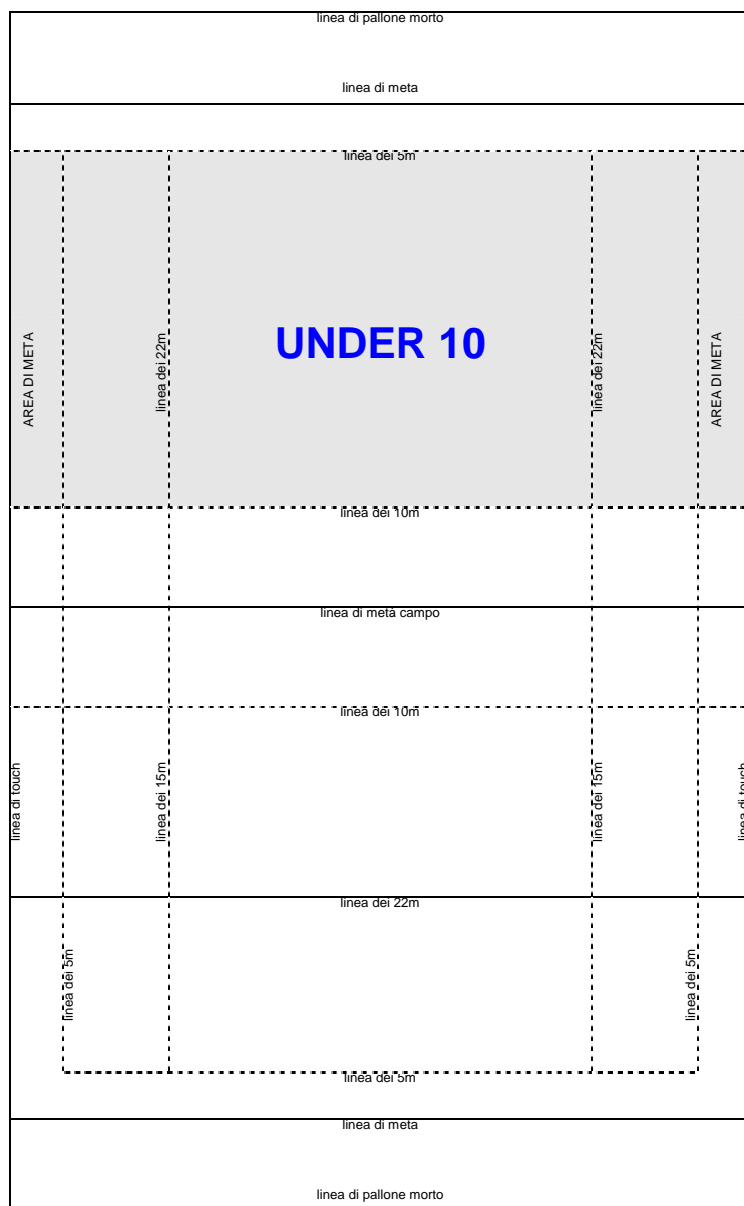 linea di pallone morto
linea di meta
linea dei 5m
UNDER 10
AREA DI META
linea dei 22m
linea dei 22m
AREA DI META
linea dei 10m
linea di metà campo
linea dei 10m
linea di touch
linea dei 15m
linea dei 15m
linea di touch
linea dei 22m
linea dei 5m
linea dei 5m
linea dei 5m
linea di meta
linea di pallone morto